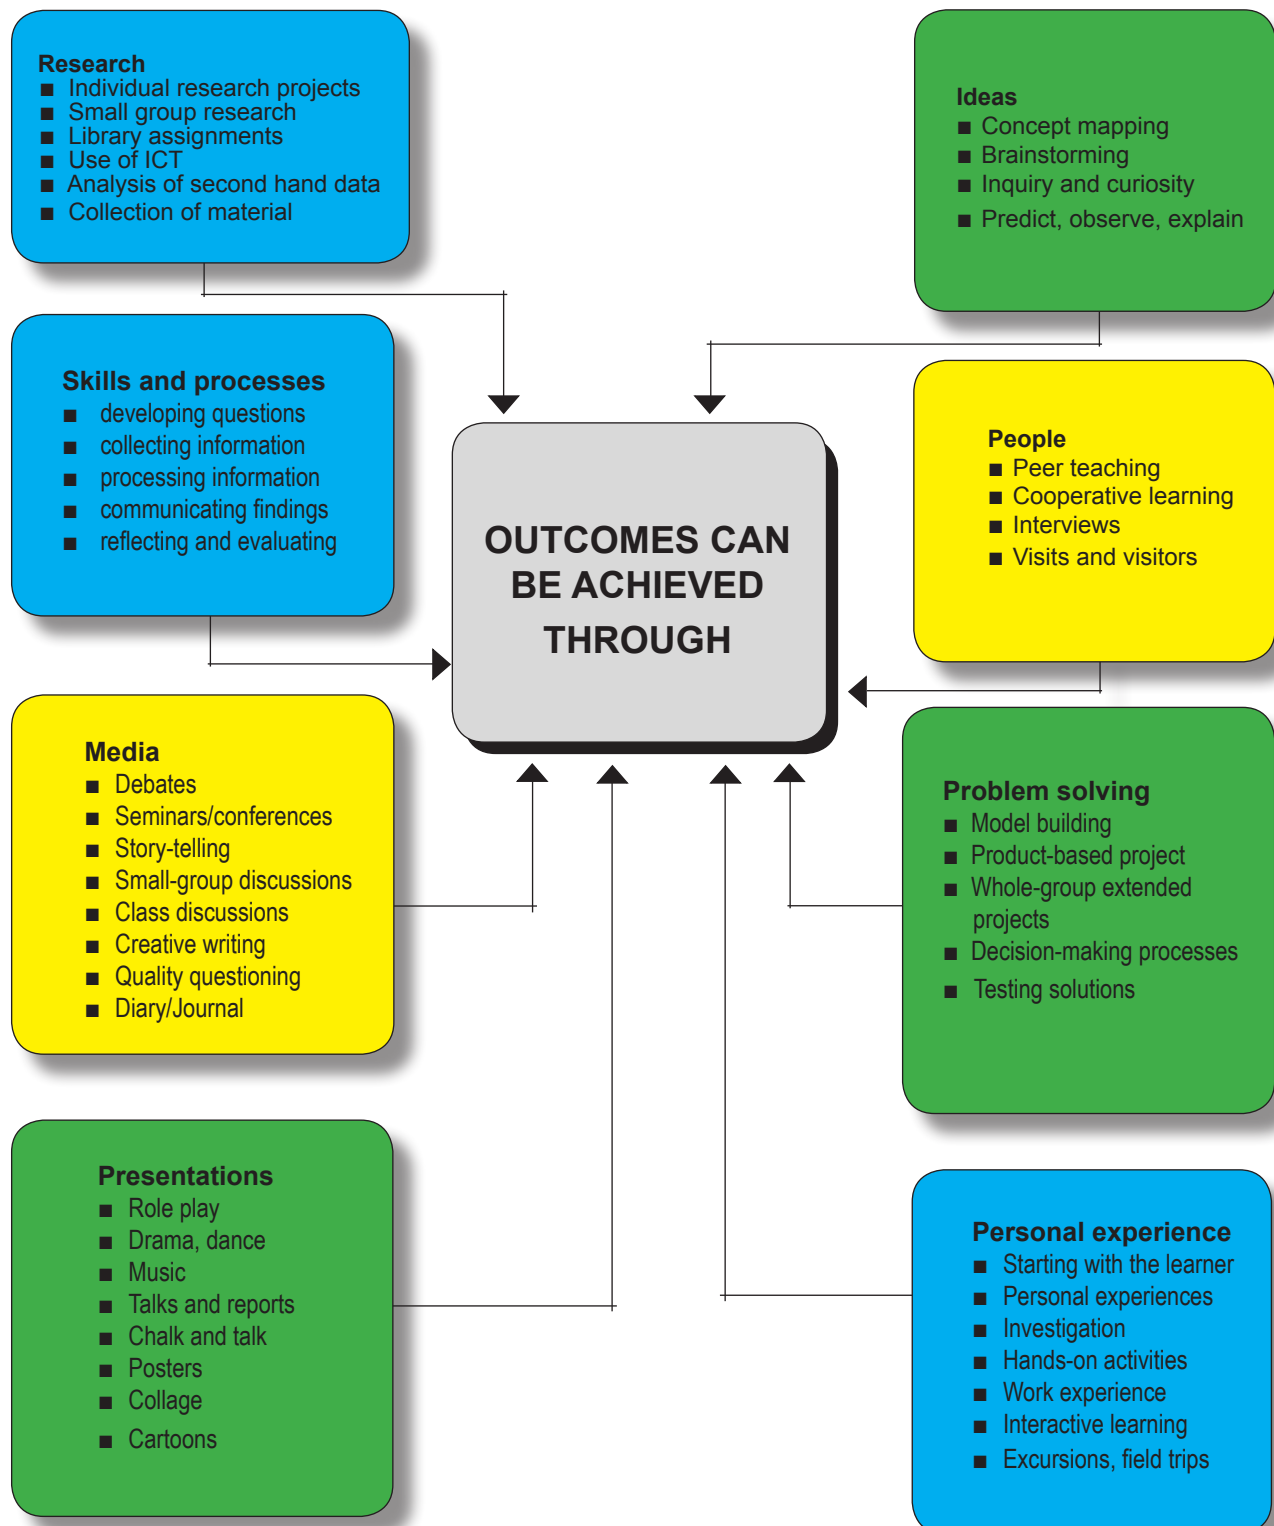 Research
■ Individual research projects
■ Small group research
■ Library assignments
■ Use of ICT
■ Analysis of second hand data
■ Collection of material
Ideas
■ Concept mapping
■ Brainstorming
■ Inquiry and curiosity
■ Predict, observe, explain
Skills and processes
■ developing questions
■ collecting information
■ processing information
■ communicating findings
■ reflecting and evaluating
OUTCOMES CAN
BE ACHIEVED
THROUGH
People
■ Peer teaching
■ Cooperative learning
■ Interviews
■ Visits and visitors
Media
■ Debates
■ Seminars/conferences
■ Story-telling
■ Small-group discussions
■ Class discussions
■ Creative writing
■ Quality questioning
■ Diary/Journal
Problem solving
■ Model building
■ Product-based project
■ Whole-group extended
projects
■ Decision-making processes
■ Testing solutions
Presentations
■ Role play
■ Drama, dance
■ Music
■ Talks and reports
■ Chalk and talk
■ Posters
■ Collage
■ Cartoons
Personal experience
■ Starting with the learner
■ Personal experiences
■ Investigation
■ Hands-on activities
■ Work experience
■ Interactive learning
■ Excursions, field trips